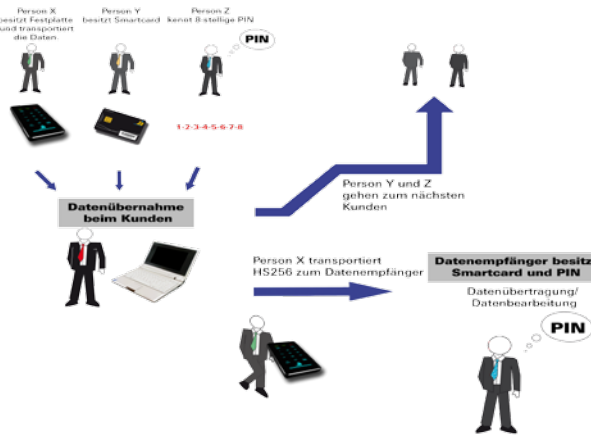 Person X
besitzt Festplatte
und transportiert
die Daten
Person Y
besitzt Smartcard
Person Z
kennt 8-stellige PIN
PIN
1-2-3-4-5-6-7-8
Datenübernahme
beim Kunden
Person Y und Z
gehen zum nächsten
Kunden
Person X transportiert
HS256 zum Datenempfänger
Datenempfänger besitz
Smartcard und PIN
Datenübertragung/
Datenbearbeitung
PIN